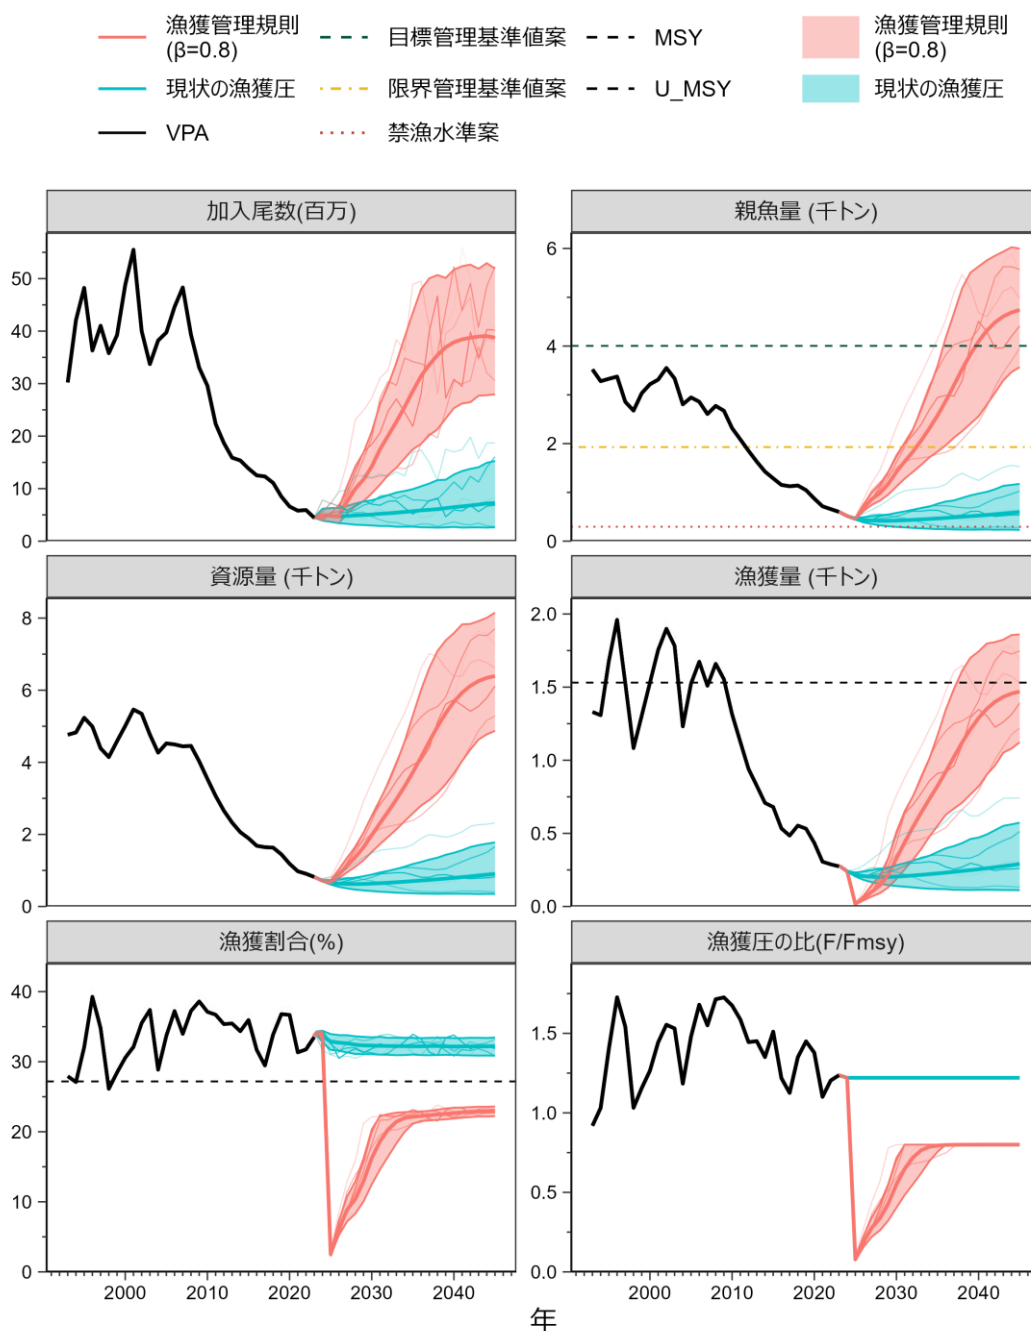 漁獲管理規則
(β=0.8)
目標管理基準値案
MSY
漁獲管理規則
(β=0.8)
現状の漁獲圧
限界管理基準値案
U_MSY
現状の漁獲圧
VPA
禁漁水準案
加入尾数(百万)
50
40
30
20
10
0
親魚量 (千トン)
6
4
2
0
資源量 (千トン)
8
6
4
2
0
漁獲量 (千トン)
2.0
1.5
1.0
0.5
0.0
漁獲割合(%)
40
30
20
10
0
2000 2010 2020 2030 2040
漁獲圧の比(F/Fmsy)
1.5
1.0
0.5
0.0
2000 2010 2020 2030 2040
年